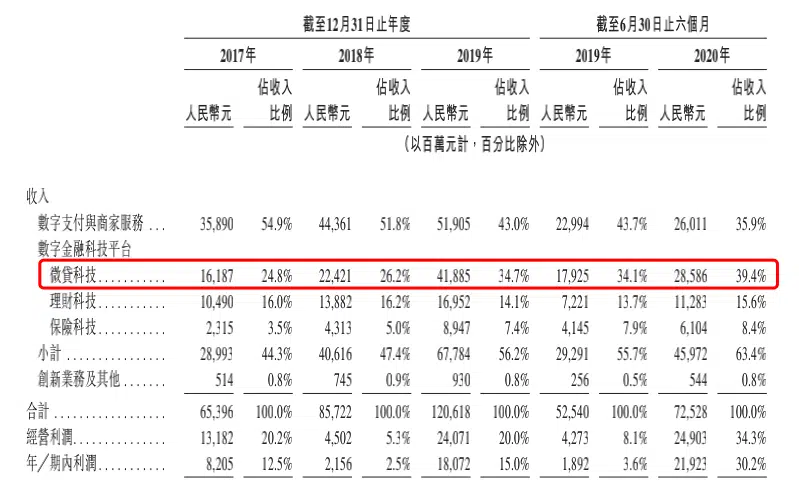 截至12月31日止年度 截至6月30日止六個月
2017年 2018年 2019年 2019年 2020年
佔收入 佔收入 佔收入 佔收入 佔收入
人民幣元 比例 人民幣元 比例 人民幣元 比例 人民幣元 比例 人民幣元 比例
(以百萬元計,百分比除外)
收入
數字支付與商家服務 ... 35,890 54.9% 44,361 51.8% 51,905 43.0% 22,994 43.7% 26,011 35.9%
數字金融科技平台
微貸科技........... 16,187 24.8% 22,421 26.2% 41,885 34.7% 17,925 34.1% 28,586 39.4%
理財科技........... 10,490 16.0% 13,882 16.2% 16,952 14.1% 7,221 13.7% 11,283 15.6%
保險科技........... 2,315 3.5% 4,313 5.0% 8,947 7.4% 4,145 7.9% 6,104 8.4%
小計 ................ 28,993 44.3% 40,616 47.4% 67,784 56.2% 29,291 55.7% 45,972 63.4%
創新業務及其他 ....... 514 0.8% 745 0.9% 930 0.8% 256 0.5% 544 0.8%
合計 .................. 65,396 100.0% 85,722 100.0% 120,618 100.0% 52,540 100.0% 72,528 100.0%
經營利潤............... 13,182 20.2% 4,502 5.3% 24,071 20.0% 4,273 8.1% 24,903 34.3%
年/期內利潤........... 8,205 12.5% 2,156 2.5% 18,072 15.0% 1,892 3.6% 21,923 30.2%